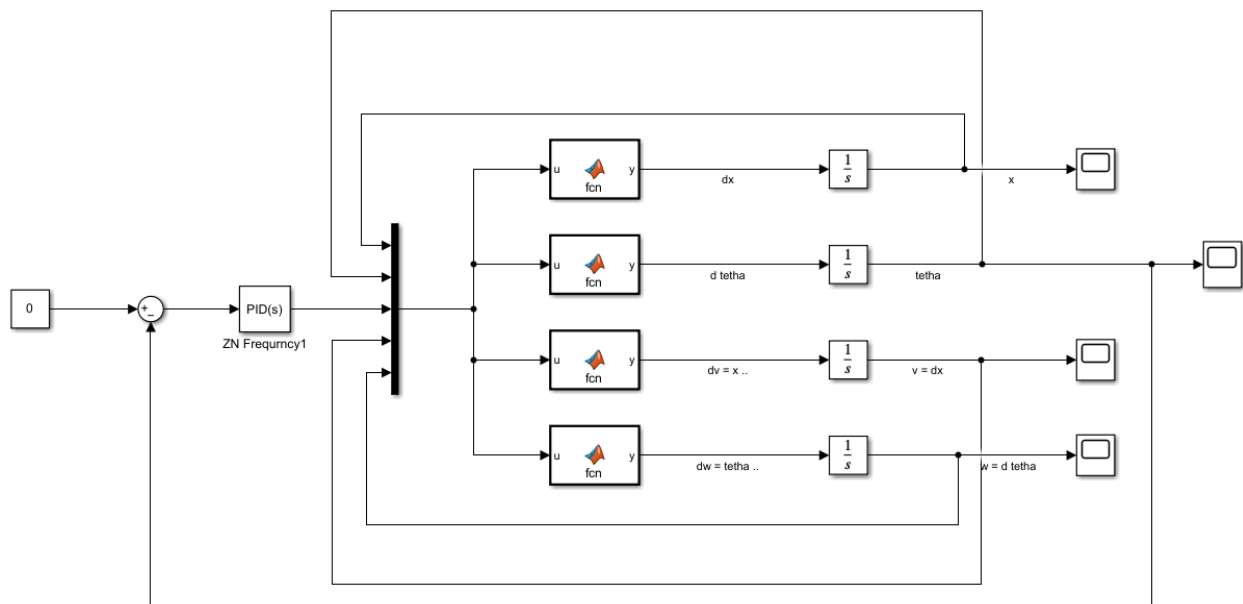 u
y
fcn
dx
1
s
x
u
y
fcn
d tetha
1
s
tetha
0
+
−
PID(s)
ZN Frequrncy1
u
y
fcn
dv = x ..
1
s
v = dx
u
y
fcn
dw = tetha ..
1
s
w = d tetha